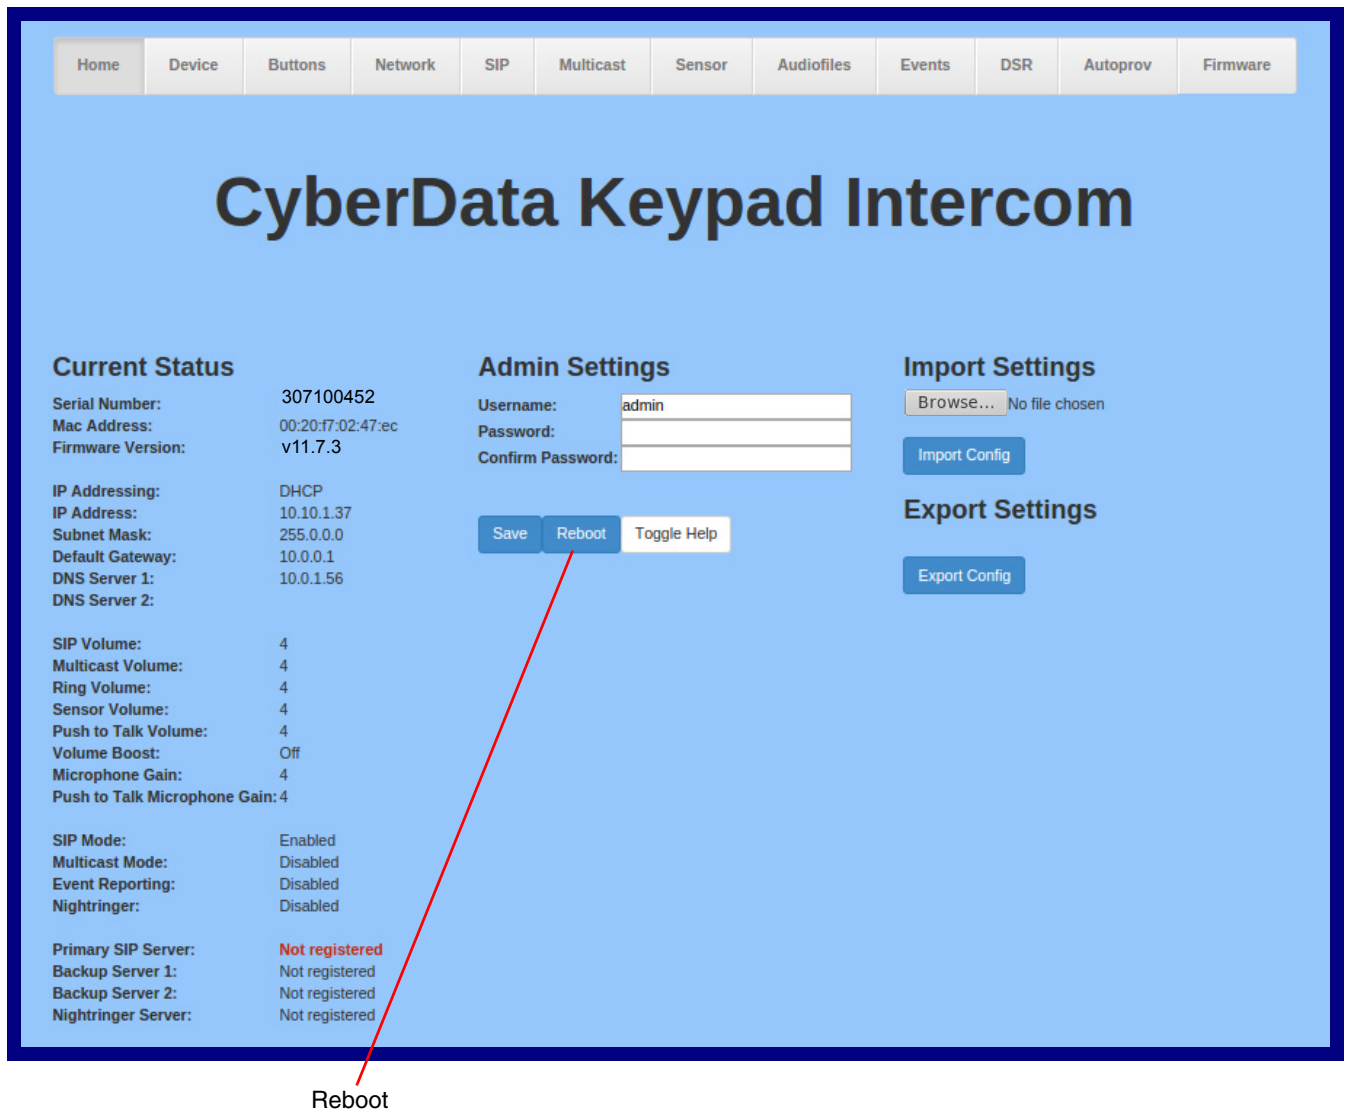 Home Device Buttons Network SIP Multicast Sensor Audiofiles Events DSR Autoprov Firmware
CyberData Keypad Intercom
Current Status
Serial Number: 307100452
Mac Address: 00:20:f7:02:47:ec
Firmware Version: v11.7.3
IP Addressing: DHCP
IP Address: 10.10.1.37
Subnet Mask: 255.0.0.0
Default Gateway: 10.0.0.1
DNS Server 1: 10.0.1.56
DNS Server 2:
SIP Volume: 4
Multicast Volume: 4
Ring Volume: 4
Sensor Volume: 4
Push to Talk Volume: 4
Volume Boost: Off
Microphone Gain: 4
Push to Talk Microphone Gain: 4
SIP Mode: Enabled
Multicast Mode: Disabled
Event Reporting: Disabled
Nightringer: Disabled
Primary SIP Server: Not registered
Backup Server 1: Not registered
Backup Server 2: Not registered
Nightringer Server: Not registered
Admin Settings
Username: admin
Password:
Confirm Password:
Save Reboot Toggle Help
Import Settings
Browse... No file chosen
Import Config
Export Settings
Export Config
Reboot